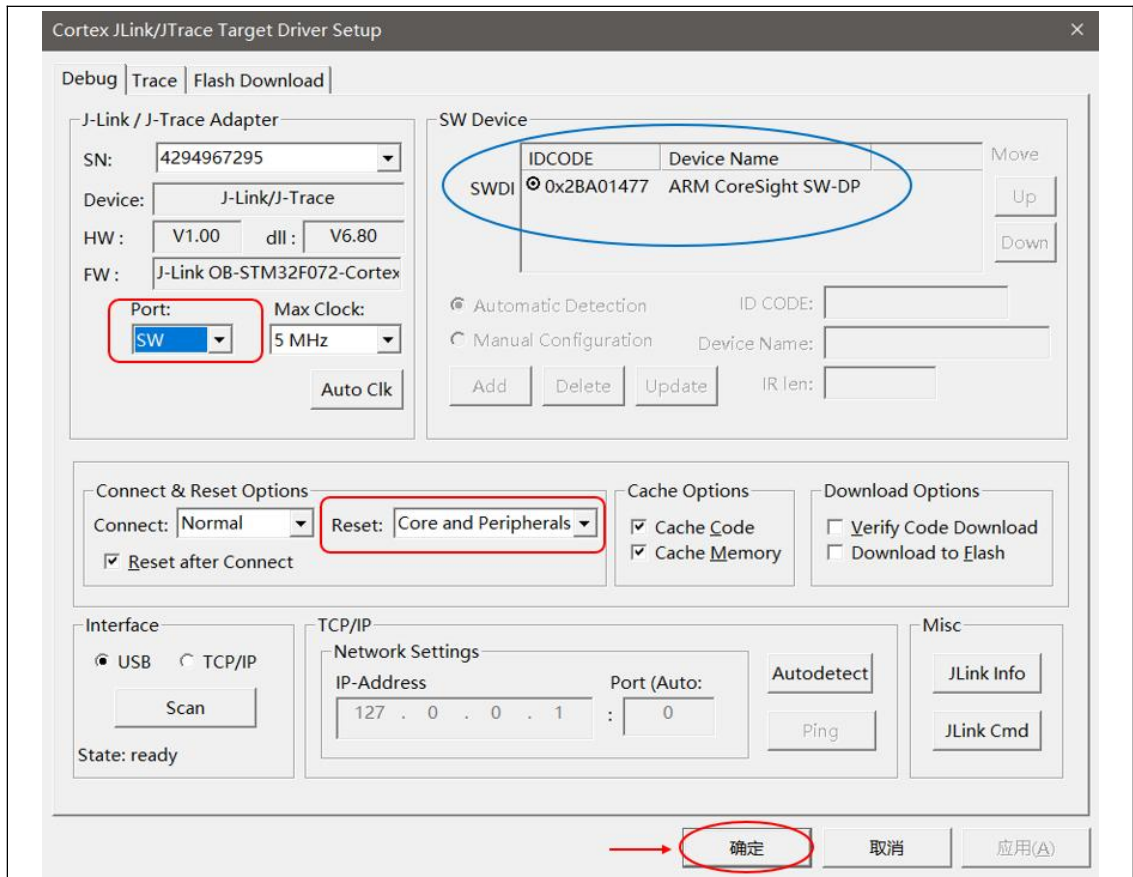 Cortex JLink/JTrace Target Driver Setup
Debug Trace Flash Download
J-Link / J-Trace Adapter
SN: 4294967295
Device: J-Link/J-Trace
HW : V1.00 dll : V6.80
FW : J-Link OB-STM32F072-Cortex
Port: Max Clock:
SW 5 MHz
Auto Clk
SW Device
IDCODE Device Name Move
SWDI 0x2BA01477 ARM CoreSight SW-DP
Up
Down
Automatic Detection ID CODE:
Manual Configuration Device Name:
Add Delete Update IR len:
Connect & Reset Options
Connect: Normal Reset: Core and Peripherals
Reset after Connect
Cache Options
Cache Code
Cache Memory
Download Options
Verify Code Download
Download to Flash
Interface
USB TCP/IP
Scan
State: ready
TCP/IP
Network Settings
IP-Address Port (Auto:
127 . 0 . 0 . 1 : 0
Autodetect
Ping
Misc
JLink Info
JLink Cmd
确定 取消 应用(A)